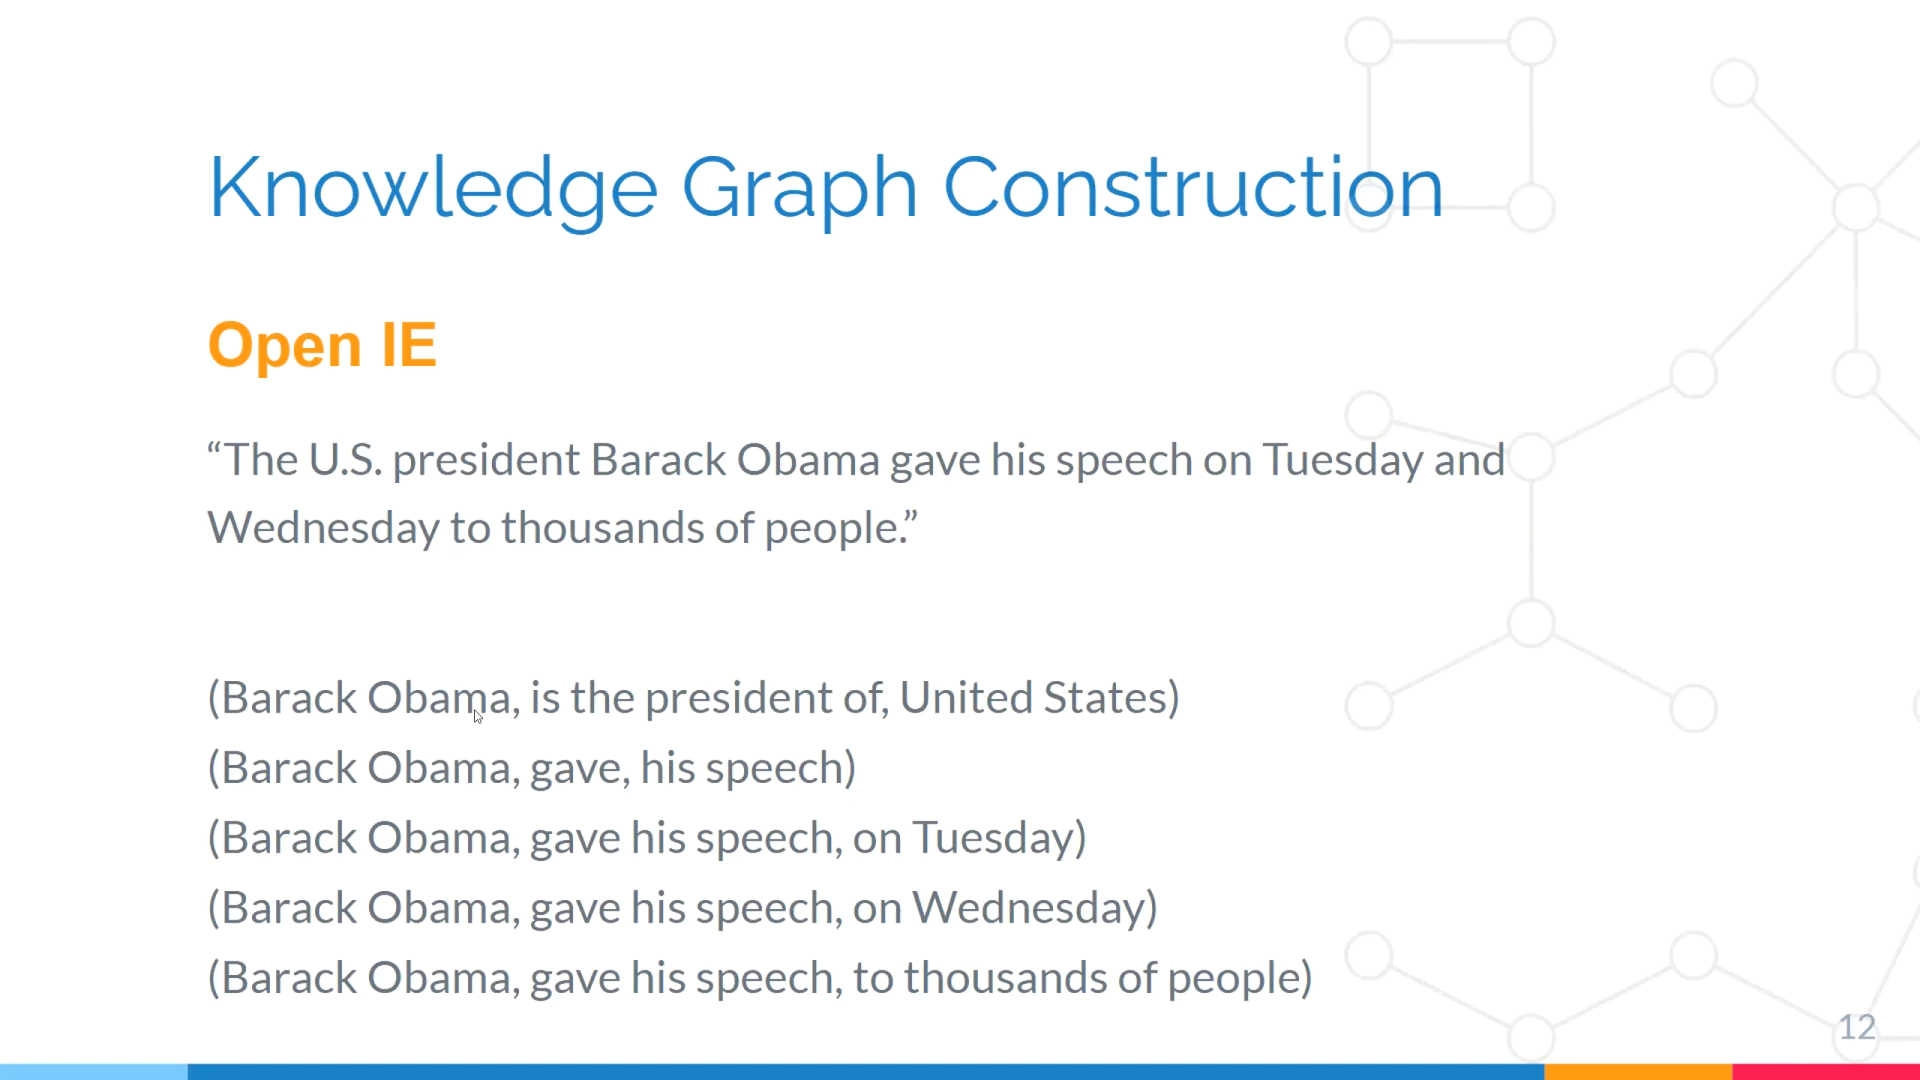 Knowledge Graph Construction
Open IE
“The U.S. president Barack Obama gave his speech on Tuesday and
Wednesday to thousands of people.”
(Barack Obama, is the president of, United States)
(Barack Obama, gave, his speech)
(Barack Obama, gave his speech, on Tuesday)
(Barack Obama, gave his speech, on Wednesday)
(Barack Obama, gave his speech, to thousands of people)
12